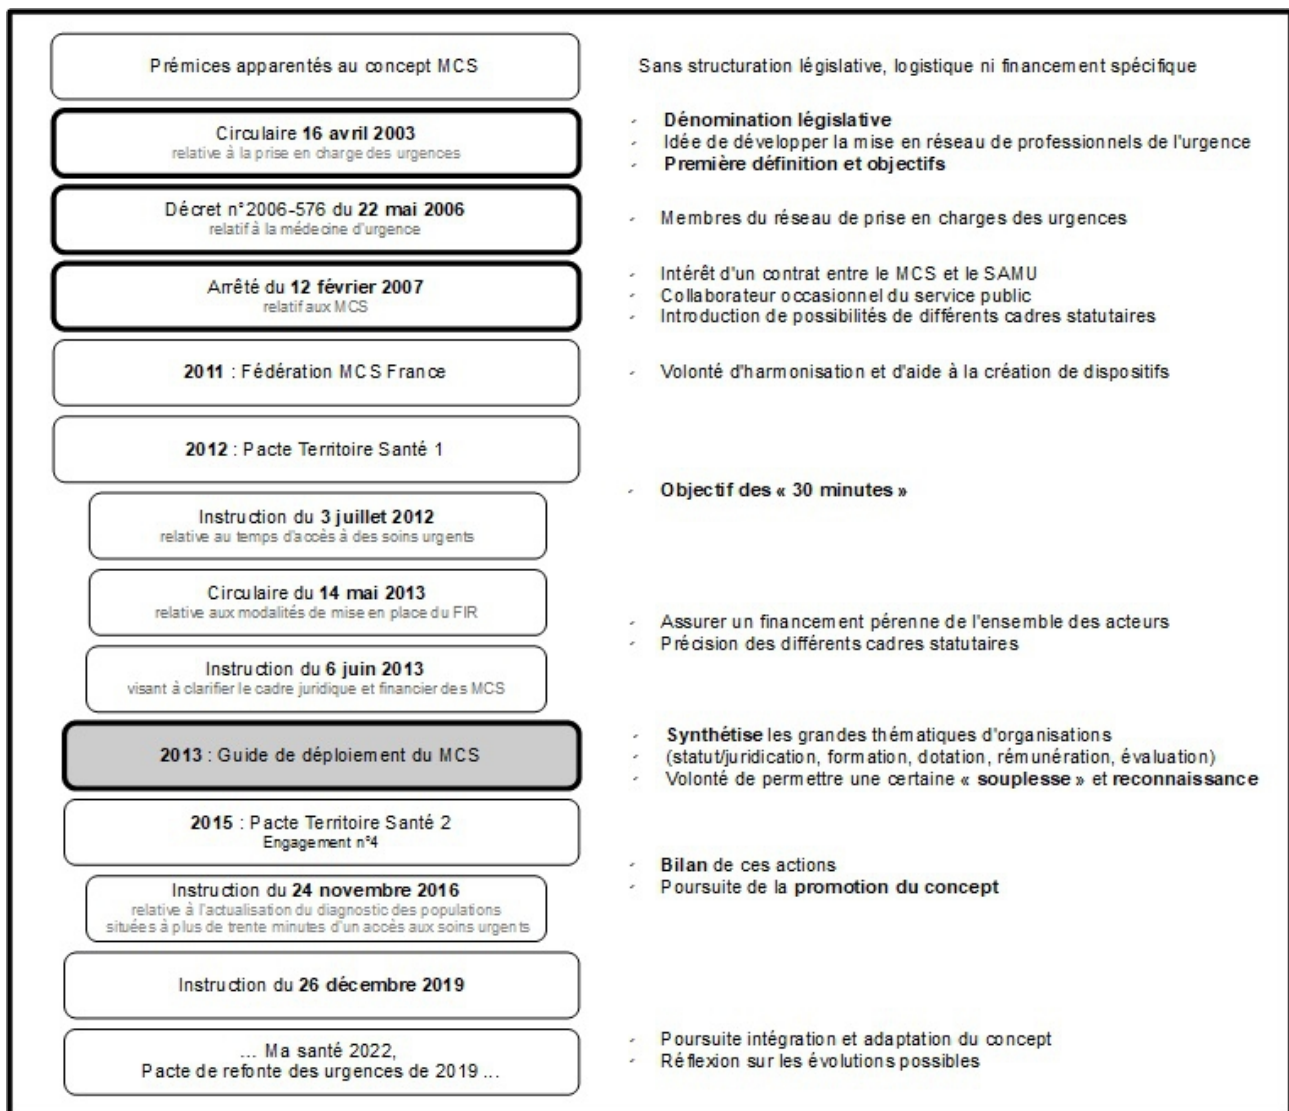 Prémices apparentés au concept MCS
Sans structuration législative, logistique ni financement spécifique
Circulaire 16 avril 2003
relative à la prise en charge des urgences
Dénomination législative
Idée de développer la mise en réseau de professionnels de l'urgence
Première définition et objectifs
Décret n°2006-576 du 22 mai 2006
relatif à la médecine d'urgence
Membres du réseau de prise en charges des urgences
Arrêté du 12 février 2007
relatif aux MCS
Intérêt d'un contrat entre le MCS et le SAMU
Collaborateur occasionnel du service public
Introduction de possibilités de différents cadres statutaires
2011 : Fédération MCS France
Volonté d'harmonisation et d'aide à la création de dispositifs
2012 : Pacte Territoire Santé 1
Objectif des « 30 minutes »
Instruction du 3 juillet 2012
relative au temps d'accès à des soins urgents
Circulaire du 14 mai 2013
relative aux modalités de mise en place du FIR
Assurer un financement pérenne de l'ensemble des acteurs
Précision des différents cadres statutaires
Instruction du 6 juin 2013
visant à clarifier le cadre juridique et financier des MCS
2013 : Guide de déploiement du MCS
Synthétise les grandes thématiques d'organisations
(statut/juridication, formation, dotation, rémunération, évaluation)
Volonté de permettre une certaine « souplesse » et reconnaissance
2015 : Pacte Territoire Santé 2
Engagement n°4
Bilan de ces actions
Poursuite de la promotion du concept
Instruction du 24 novembre 2016
relative à l'actualisation du diagnostic des populations
situées à plus de trente minutes d'un accès aux soins urgents
Instruction du 26 décembre 2019
... Ma santé 2022,
Pacte de refonte des urgences de 2019 ...
Poursuite intégration et adaptation du concept
Réflexion sur les évolutions possibles